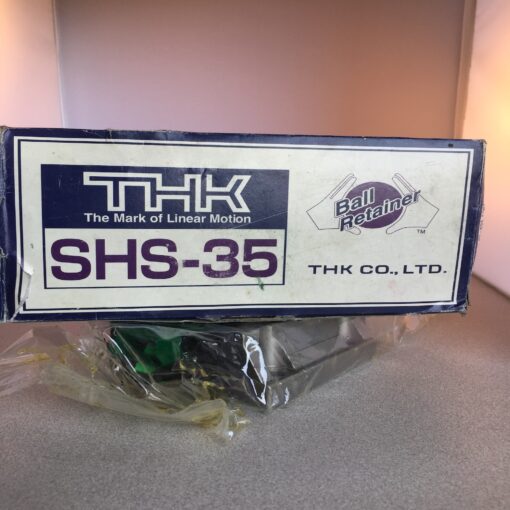 THK
The Mark of Linear Motion
SHS-35
Ball
Retainer
TM
THK CO., LTD.